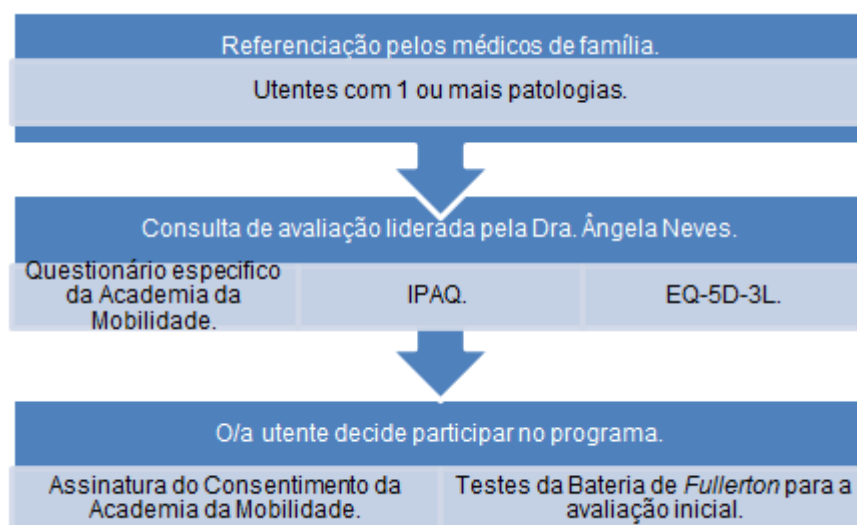 Referenciação pelos médicos de família.
Utentes com 1 ou mais patologias.
Consulta de avaliação liderada pela Dra. Ângela Neves.
Questionário especifico
da Academia da
Mobilidade.
IPAQ.
EQ-5D-3L.
O/a utente decide participar no programa.
Assinatura do Consentimento da
Academia da Mobilidade.
Testes da Bateria de Fullerton para a
avaliação inicial.